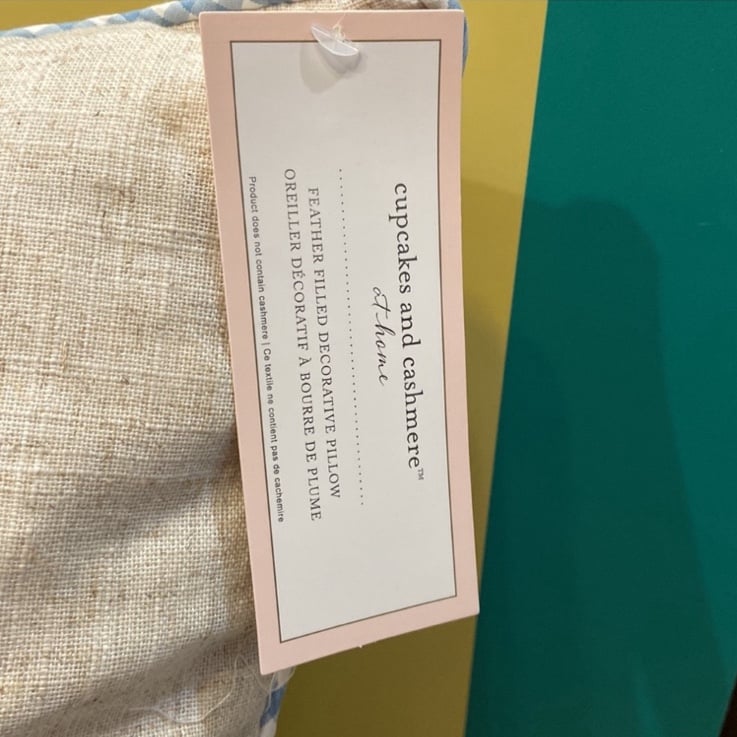 cupcakes and cashmere™
at home
FEATHER FILLED DECORATIVE PILLOW
OREILLER DÉCORATIF À BOURRE DE PLUME
Product does not contain cashmere | Ce textile ne contient pas de cachemire